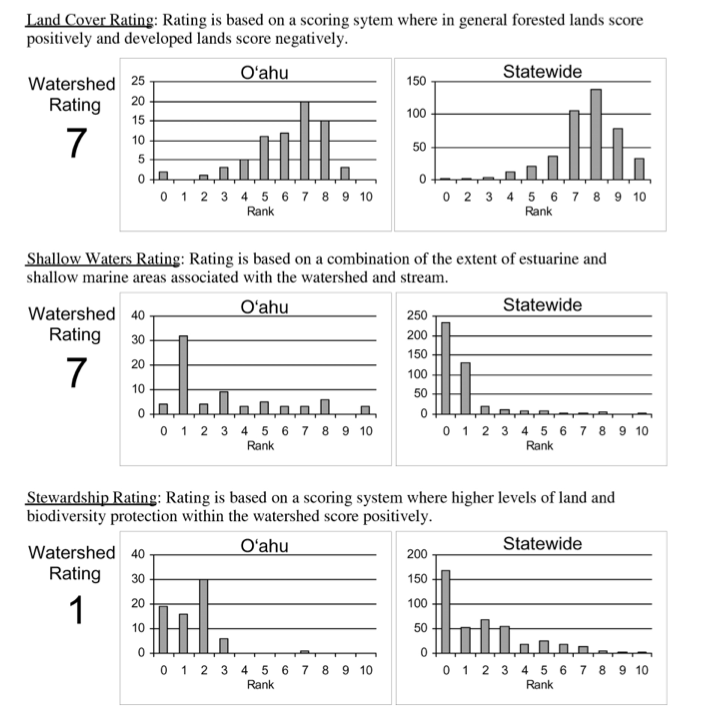 Land Cover Rating: Rating is based on a scoring sytem where in general forested lands score
positively and developed lands score negatively.
Watershed
Rating
7
Oʻahu
25
20
15
10
5
0
0 1 2 3 4 5 6 7 8 9 10
Rank
Statewide
150
100
50
0
0 2 3 4 5 6 7 8 9 10
Rank
Shallow Waters Rating: Rating is based on a combination of the extent of estuarine and
shallow marine areas associated with the watershed and stream.
Watershed
Rating
7
Oʻahu
40
30
20
10
0
0 1 2 3 4 5 6 7 8 9 10
Rank
Statewide
250
200
150
100
50
0
0 1 2 3 4 5 6 7 8 9 10
Rank
Stewardship Rating: Rating is based on a scoring system where higher levels of land and
biodiversity protection within the watershed score positively.
Watershed
Rating
1
Oʻahu
40
30
20
10
0
0 1 2 3 4 5 6 7 8 9 10
Rank
Statewide
200
150
100
50
0
0 1 2 3 4 5 6 7 8 9 10
Rank